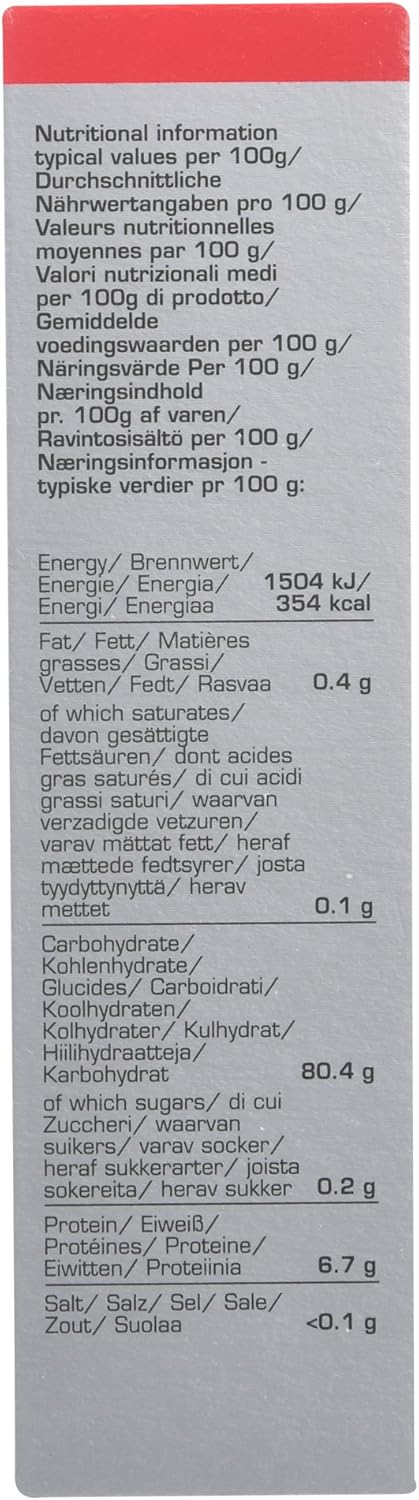 Nutritional information
typical values per 100g/
Durchschnittliche
Nährwertangaben pro 100 g/
Valeurs nutritionnelles
moyennes par 100 g/
Valori nutrizionali medi
per 100g di prodotto/
Gemiddelde
voedingswaarden per 100 g/
Näringsvärde Per 100 g/
Næringsindhold
pr. 100g af varen/
Ravintosisältö per 100 g/
Næringsinformasjon -
typiske verdier pr 100 g:
Energy/ Brennwert/
Energie/ Energia/ 1504 kJ/
Energi/ Energiaa 354 kcal
Fat/ Fett/ Matières
grasses/ Grassi/
Vetten/ Fedt/ Rasvaa 0.4 g
of which saturates/
davon gesättigte
Fettsäuren/ dont acides
gras saturés/ di cui acidi
grassi saturi/ waarvan
verzadigde vetzuren/
varav mättat fett/ heraf
mættede fedtsyrer/ josta
tyydyttynyttä/ herav
mettet 0.1 g
Carbohydrate/
Kohlenhydrate/
Glucides/ Carboidrati/
Koolhydraten/
Kolhydrater/ Kulhydrat/
Hiilihydraatteja/
Karbohydrat 80.4 g
of which sugars/ di cui
Zuccheri/ waarvan
suikers/ varav socker/
heraf sukkerarter/ joista
sokereita/ herav sukker 0.2 g
Protein/ Eiweiß/
Protéines/ Proteine/
Eiwitten/ Proteiinia 6.7 g
Salt/ Salz/ Sel/ Sale/
Zout/ Suolaa <0.1 g